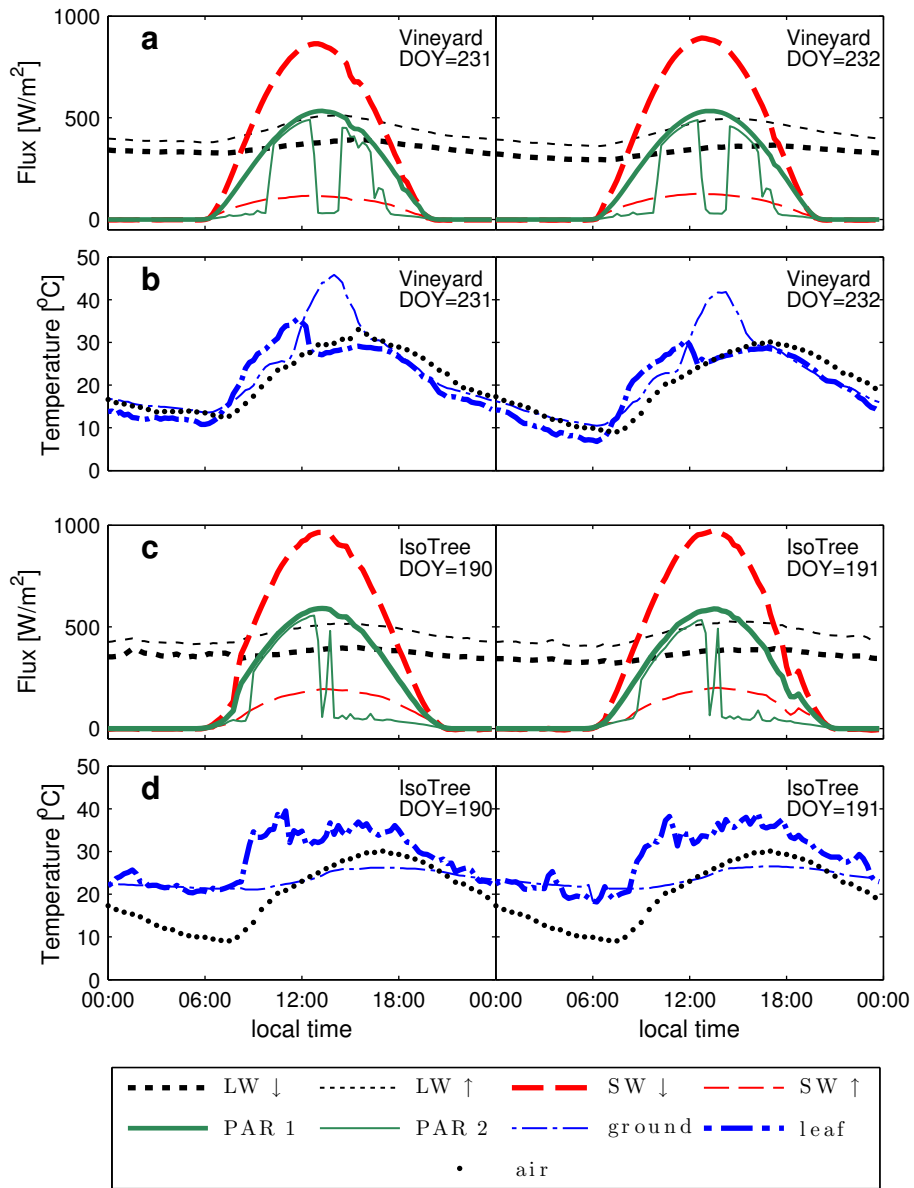 a
Vineyard
DOY=231
Vineyard
DOY=232
1000
500
0
Flux [W/m²]
b
Vineyard
DOY=231
Vineyard
DOY=232
50
40
30
20
10
0
Temperature [°C]
c
IsoTree
DOY=190
IsoTree
DOY=191
1000
500
0
Flux [W/m²]
d
IsoTree
DOY=190
IsoTree
DOY=191
50
40
30
20
10
0
Temperature [°C]
00:00 06:00 12:00 18:00 00:00 06:00 12:00 18:00 00:00
local time local time
LW ↓ LW ↑ SW ↓ SW ↑
PAR 1 PAR 2 ground leaf
air